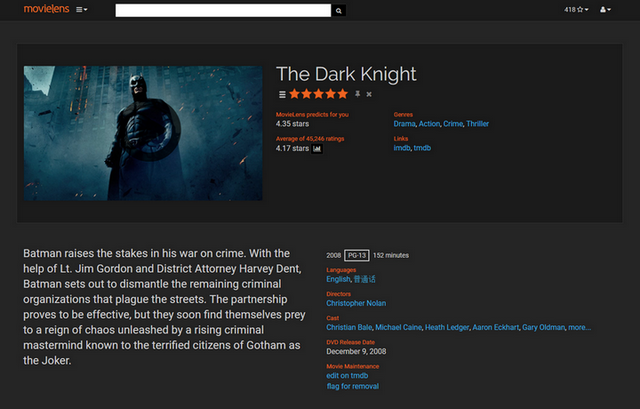 movielens
418
The Dark Knight
MovieLens predicts for you
4.35 stars
Genres
Drama, Action, Crime, Thriller
Average of 45,246 ratings
4.17 stars
Links
imdb, tmdb
Batman raises the stakes in his war on crime. With the
help of Lt. Jim Gordon and District Attorney Harvey Dent,
Batman sets out to dismantle the remaining criminal
organizations that plague the streets. The partnership
proves to be effective, but they soon find themselves prey
to a reign of chaos unleashed by a rising criminal
mastermind known to the terrified citizens of Gotham as
the Joker.
2008 PG-13 152 minutes
Languages
English, 普通话
Directors
Christopher Nolan
Cast
Christian Bale, Michael Caine, Heath Ledger, Aaron Eckhart, Gary Oldman, more...
DVD Release Date
December 9, 2008
Movie Maintenance
edit on tmdb
flag for removal